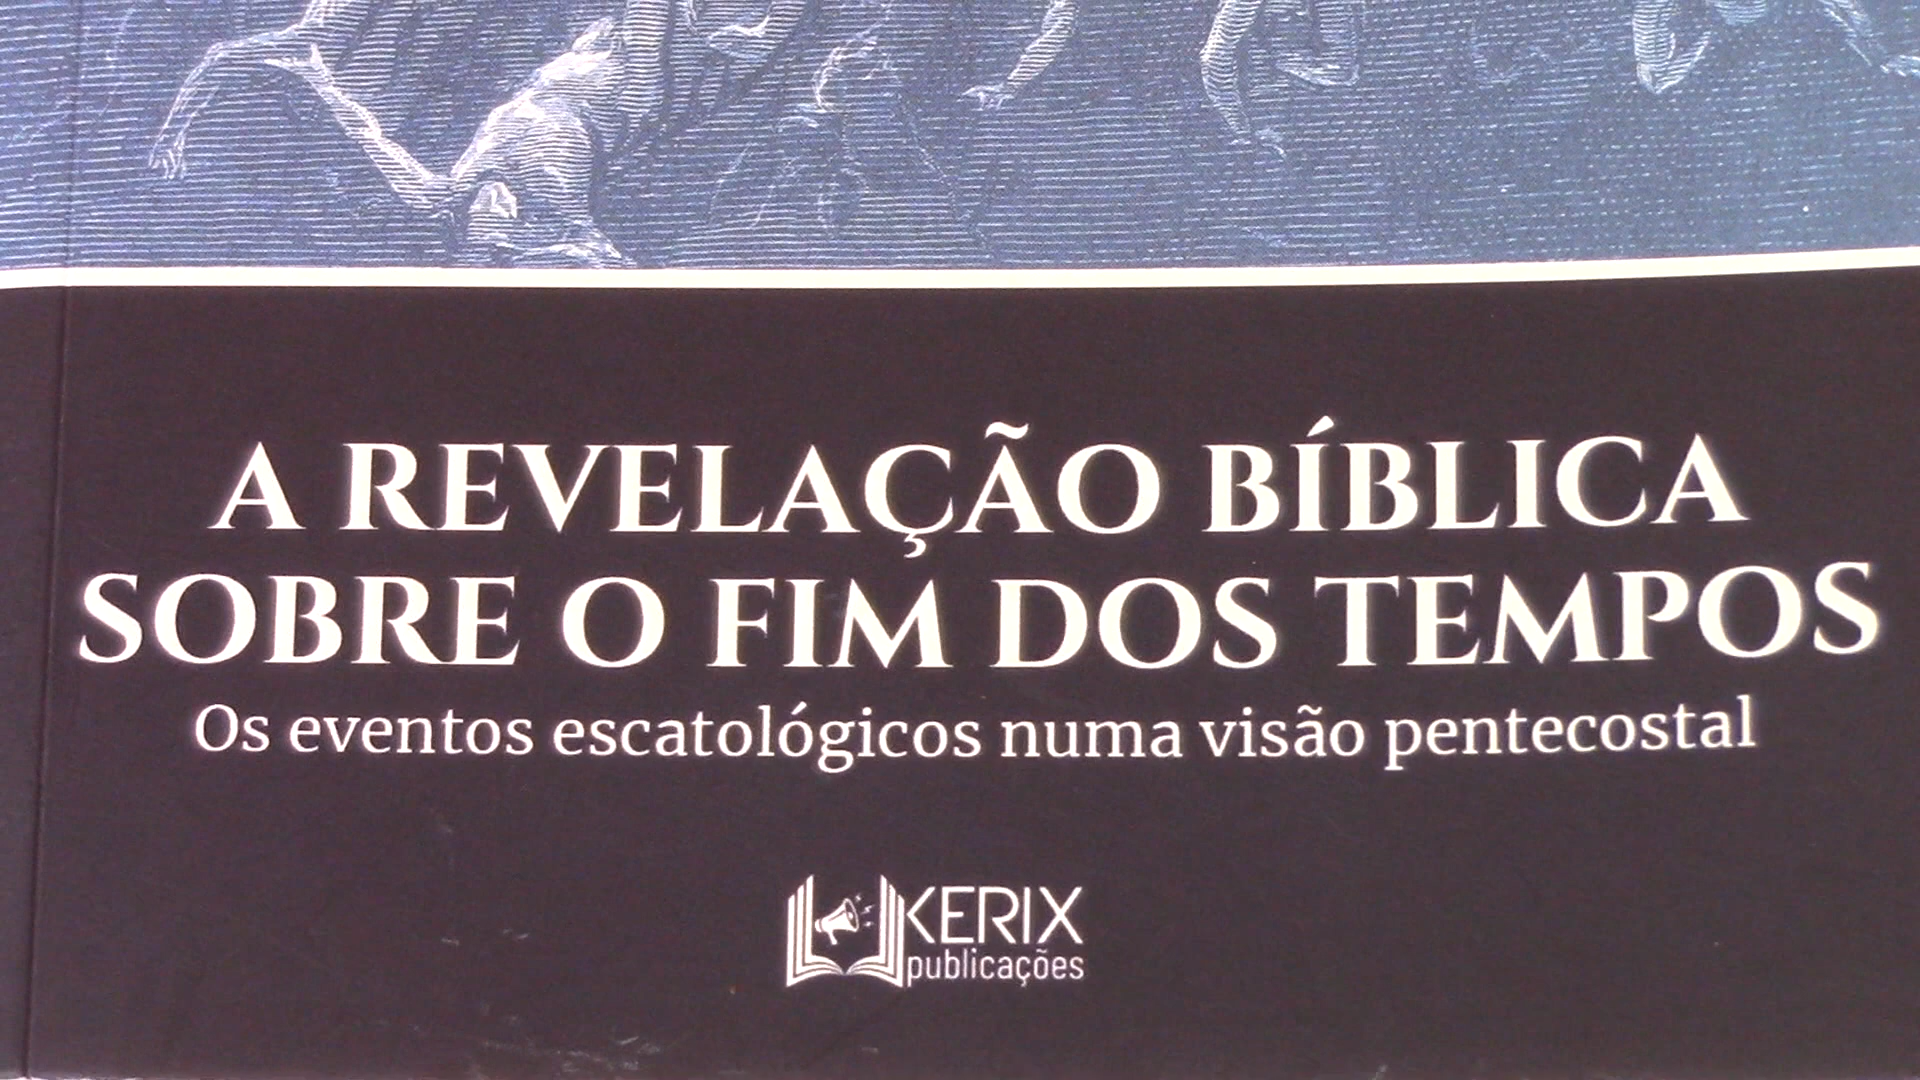 A REVELAÇÃO BÍBLICA
SOBRE O FIM DOS TEMPOS
Os eventos escatológicos numa visão pentecostal
KERIX
publicações